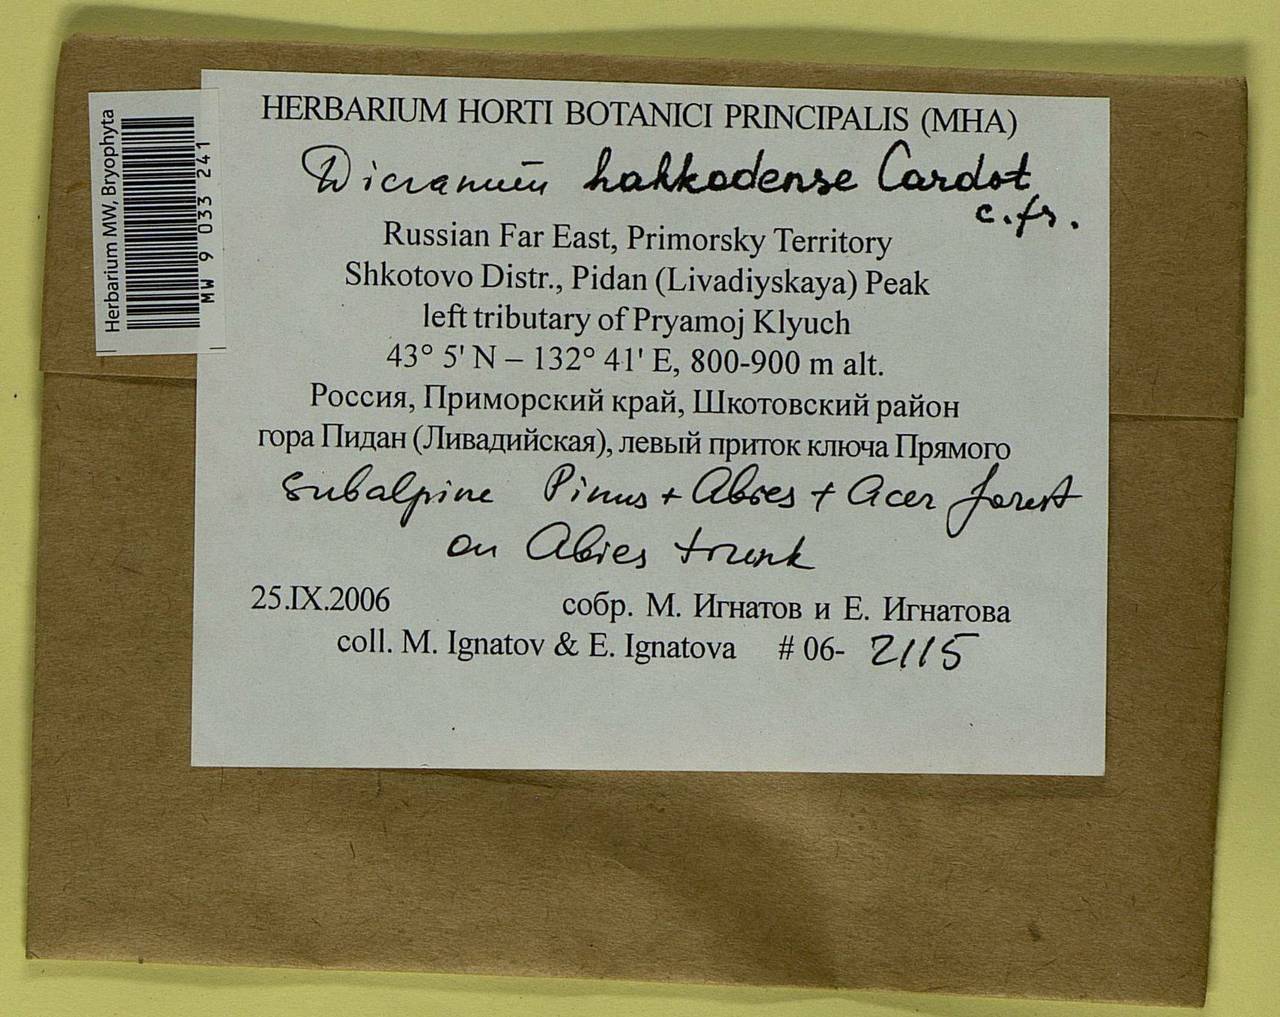 HERBARIUM HORTI BOTANICI PRINCIPALIS (MHA)
Dicranum hakkodense Cardot
c. fr.
Russian Far East, Primorsky Territory
Shkotovo Distr., Pidan (Livadiyskaya) Peak
left tributary of Pryamoj Klyuch
43° 5' N – 132° 41' E, 800-900 m alt.
Россия, Приморский край, Шкотовский район
гора Пидан (Ливадийская), левый приток ключа Прямого
subalpine Pinus + Abies + Acer forest
on Abies trunk
25.IX.2006 собр. М. Игнатов и Е. Игнатова
coll. M. Ignatov & E. Ignatova # 06- 2115
Herbarium MW, Bryophyta
MW 9 033 241